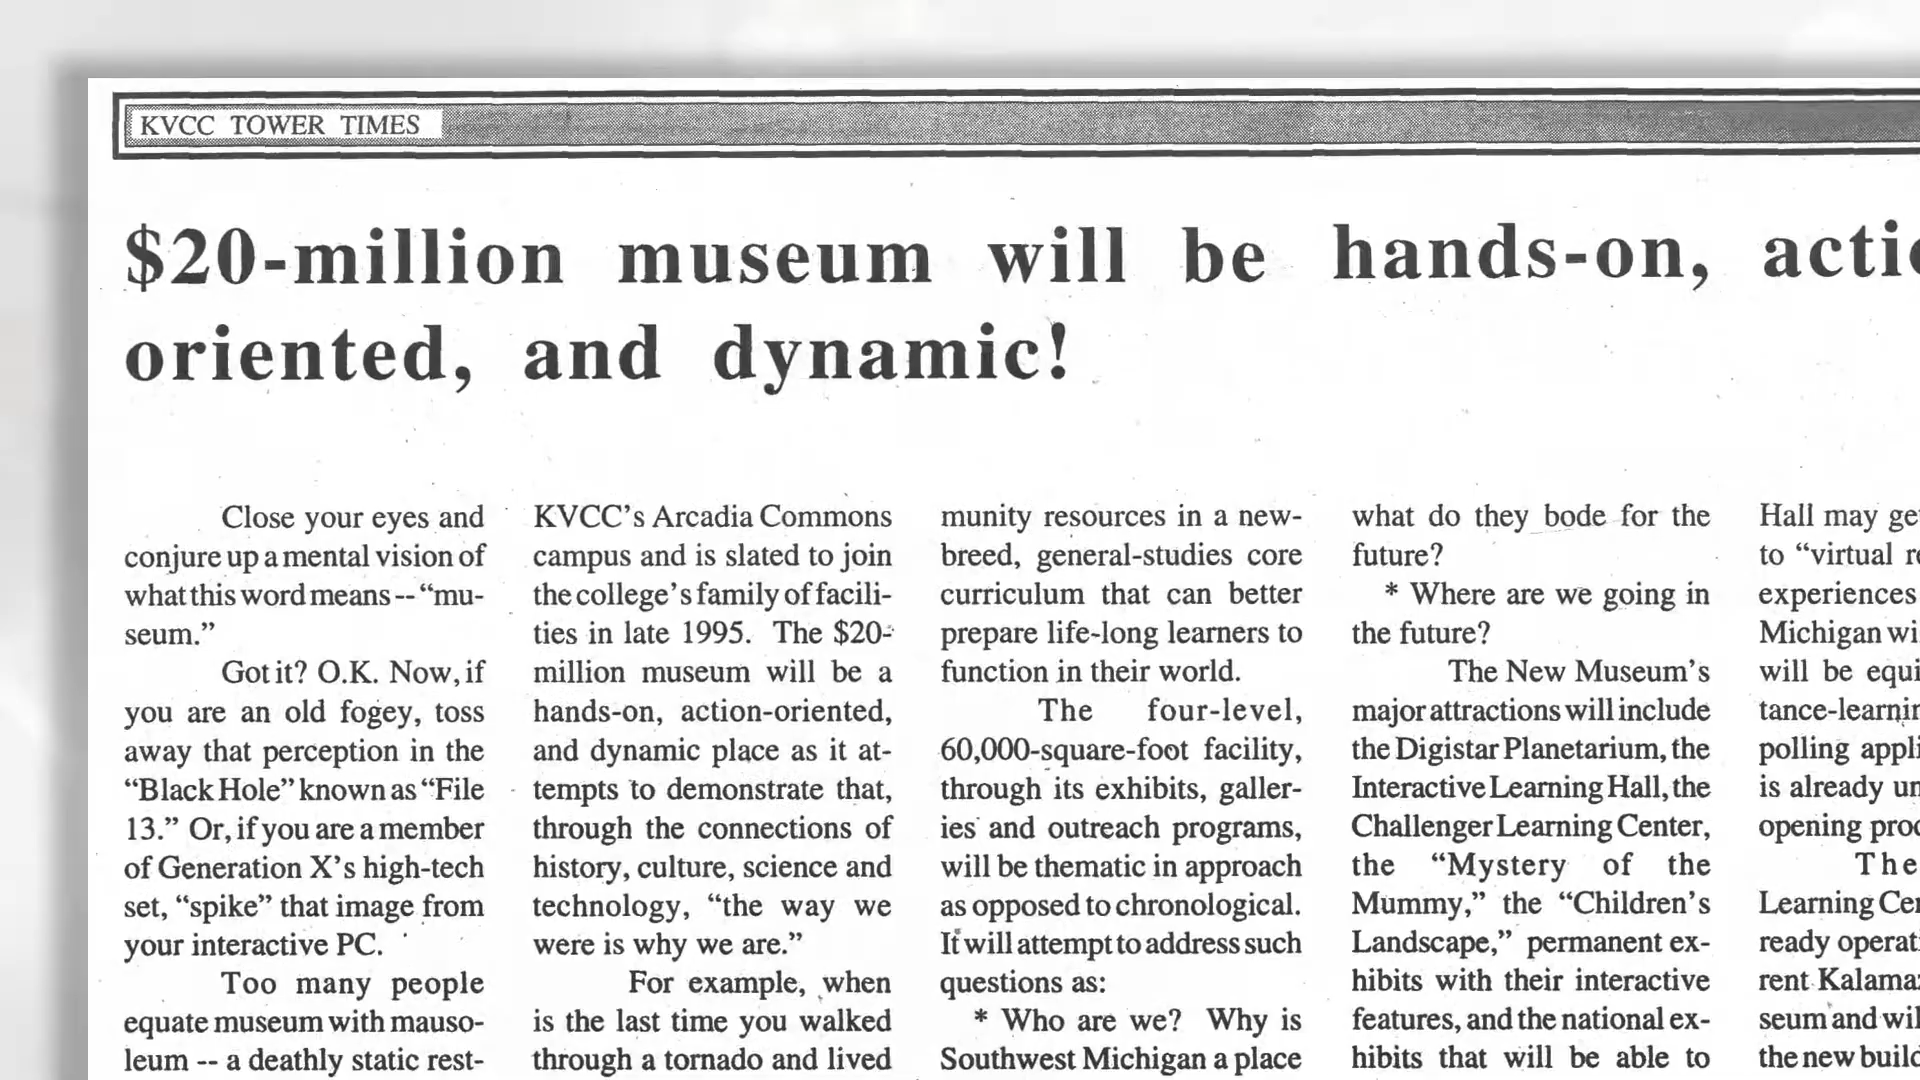 KVCC TOWER TIMES
$20-million museum will be hands-on,
oriented, and dynamic!
Close your eyes and
conjure up a mental vision of
what this word means -- “mu-
seum.”
Got it? O.K. Now, if
you are an old fogey, toss
away that perception in the
“Black Hole” known as “File
13.” Or, if you are a member
of Generation X’s high-tech
set, “spike” that image from
your interactive PC.
Too many people
equate museum with mauso-
leum -- a deathly static rest-
KVCC’s Arcadia Commons
campus and is slated to join
the college’s family of facili-
ties in late 1995. The $20-
million museum will be a
hands-on, action-oriented,
and dynamic place as it at-
tempts to demonstrate that,
through the connections of
history, culture, science and
technology, “the way we
were is why we are.”
For example, when
is the last time you walked
through a tornado and lived
munity resources in a new-
breed, general-studies core
curriculum that can better
prepare life-long learners to
function in their world.
The four-level,
60,000-square-foot facility,
through its exhibits, galler-
ies and outreach programs,
will be thematic in approach
as opposed to chronological.
It will attempt to address such
questions as:
* Who are we? Why is
Southwest Michigan a place
what do they bode for the
future?
* Where are we going in
the future?
The New Museum’s
major attractions will include
the Digistar Planetarium, the
Interactive Learning Hall, the
Challenger Learning Center,
the “Mystery of the
Mummy,” the “Children’s
Landscape,” permanent ex-
hibits with their interactive
features, and the national ex-
hibits that will be able to
Hall may
to “virtual
experiences
Michigan
will be
polling
is already
opening
The
Learning
ready
rent
seum and
the new